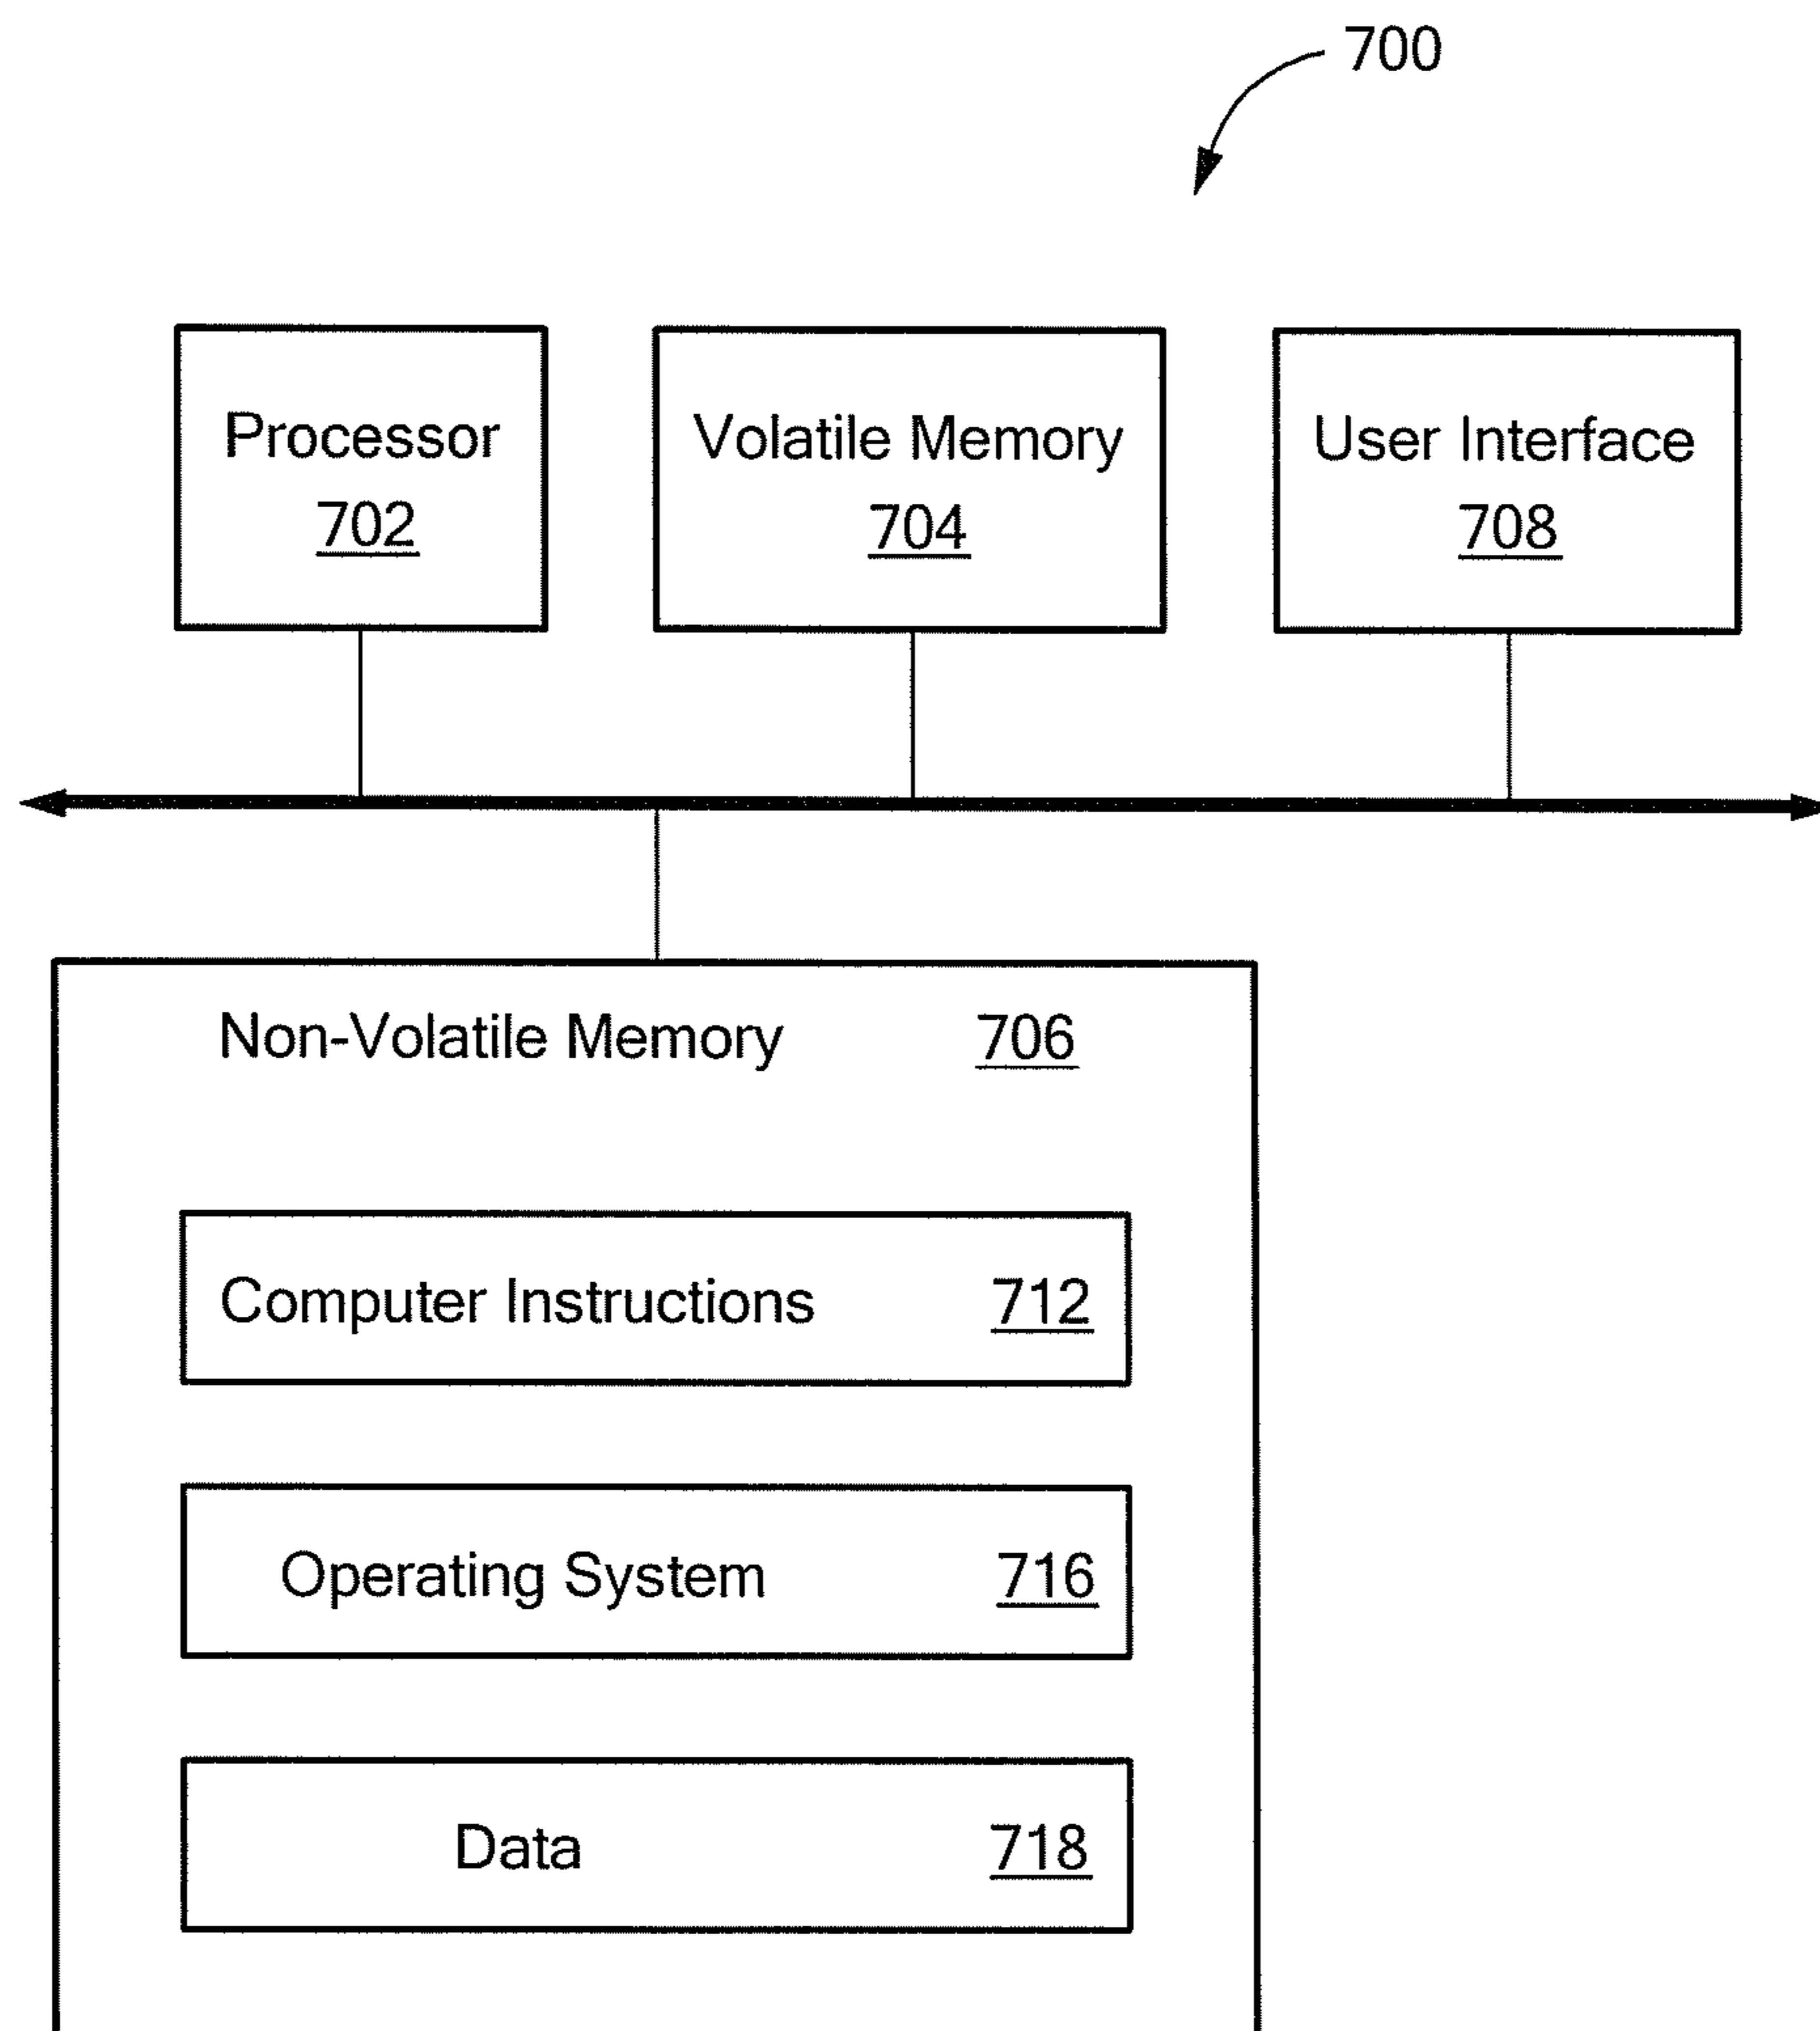 700
Processor
702
Volatile Memory
704
User Interface
708
Non-Volatile Memory 706
Computer Instructions 712
Operating System 716
Data 718